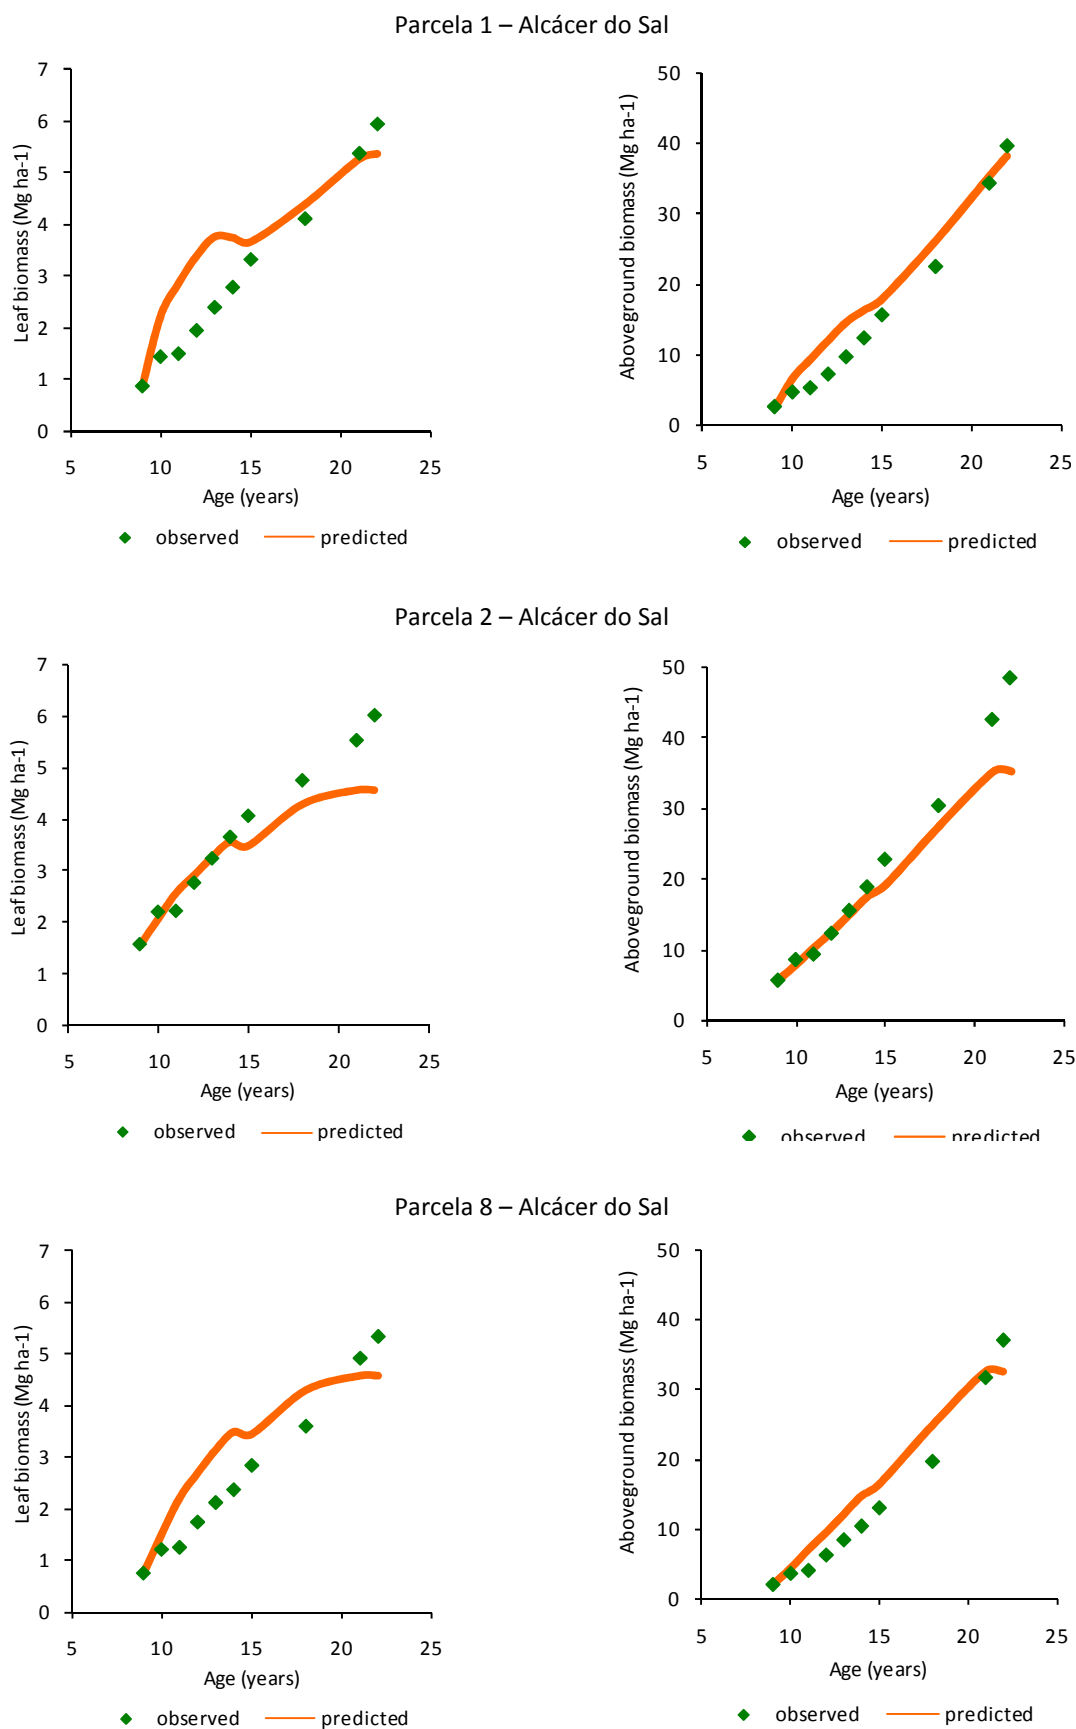 Parcela 1 – Alcácer do Sal
Leaf biomass (Mg ha-1)
7
6
5
4
3
2
1
0
5 10 15 20 25
Age (years)
observed predicted
Aboveground biomass (Mg ha-1)
50
40
30
20
10
0
5 10 15 20 25
Age (years)
observed predicted
Parcela 2 – Alcácer do Sal
Leaf biomass (Mg ha-1)
7
6
5
4
3
2
1
0
5 10 15 20 25
Age (years)
observed predicted
Aboveground biomass (Mg ha-1)
50
40
30
20
10
0
5 10 15 20 25
Age (years)
observed predicted
Parcela 8 – Alcácer do Sal
Leaf biomass (Mg ha-1)
7
6
5
4
3
2
1
0
5 10 15 20 25
Age (years)
observed predicted
Aboveground biomass (Mg ha-1)
50
40
30
20
10
0
5 10 15 20 25
Age (years)
observed predicted